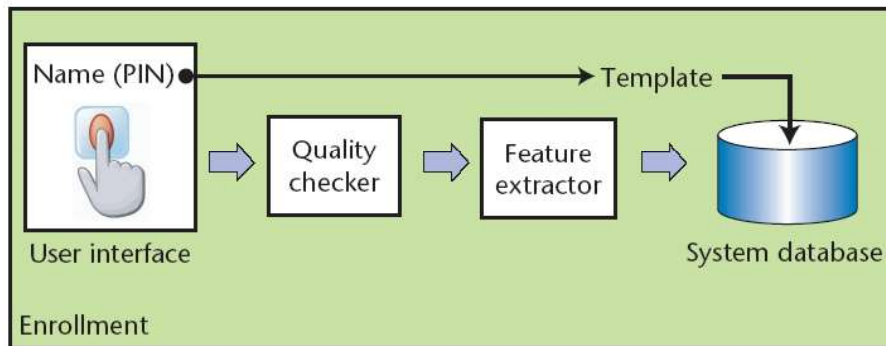 Name (PIN)
Template
Quality
checker
Feature
extractor
User interface
System database
Enrollment